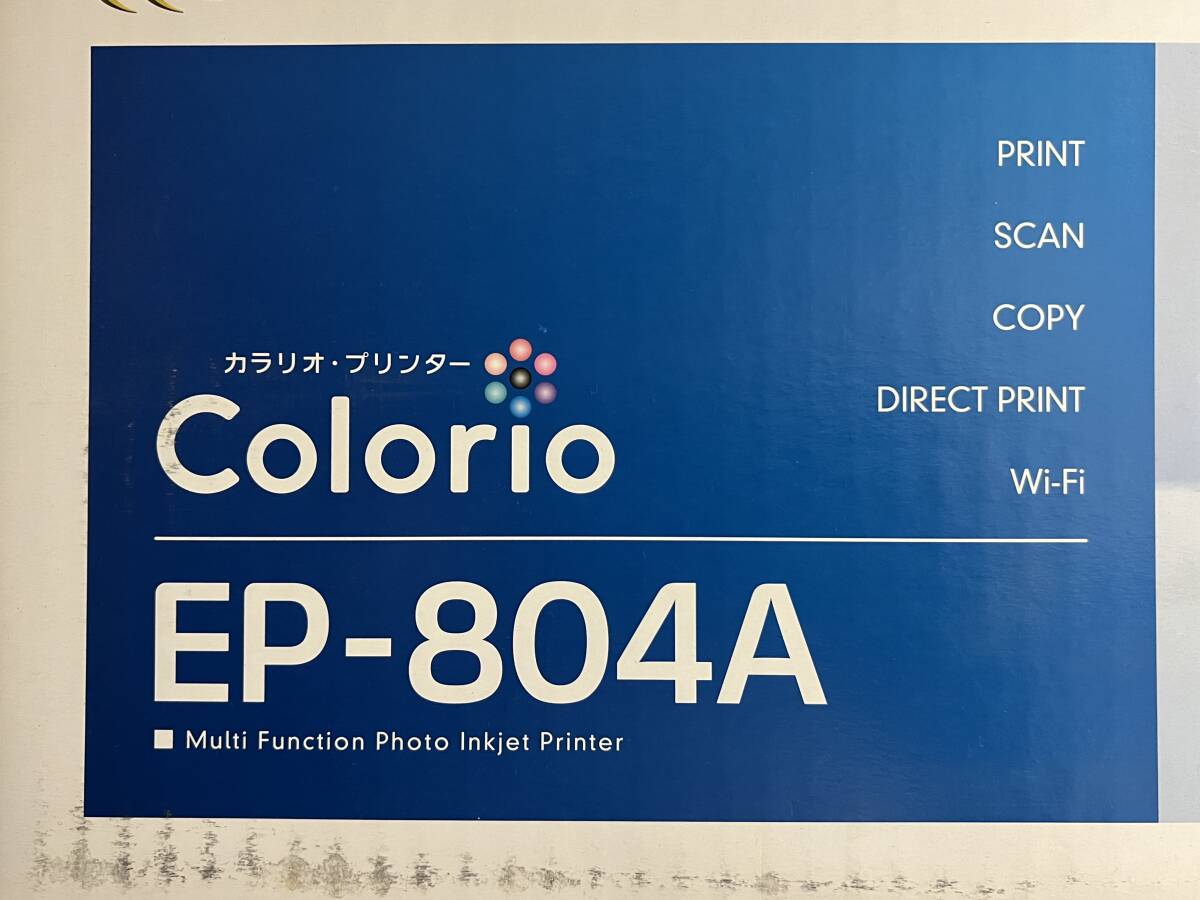 PRINT
SCAN
COPY
DIRECT PRINT
Wi-Fi
カラリオ・プリンター
Colorio
EP-804A
■ Multi Function Photo Inkjet Printer